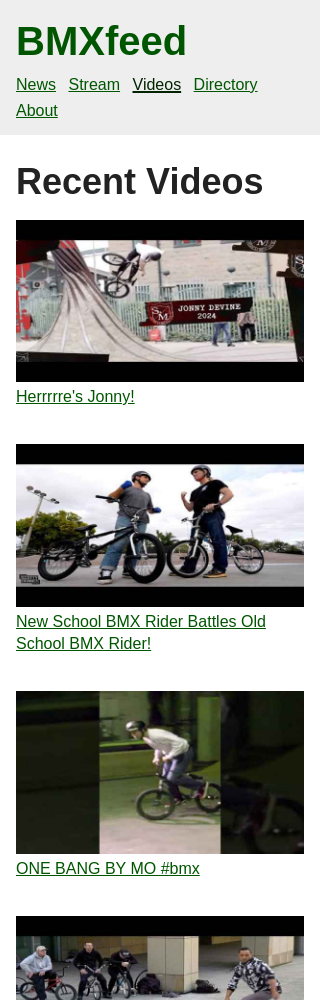 BMXfeed
News Stream Videos Directory
About
Recent Videos
JONNY DEVINE
2024
Herrrrre's Jonny!
New School BMX Rider Battles Old
School BMX Rider!
ONE BANG BY MO #bmx